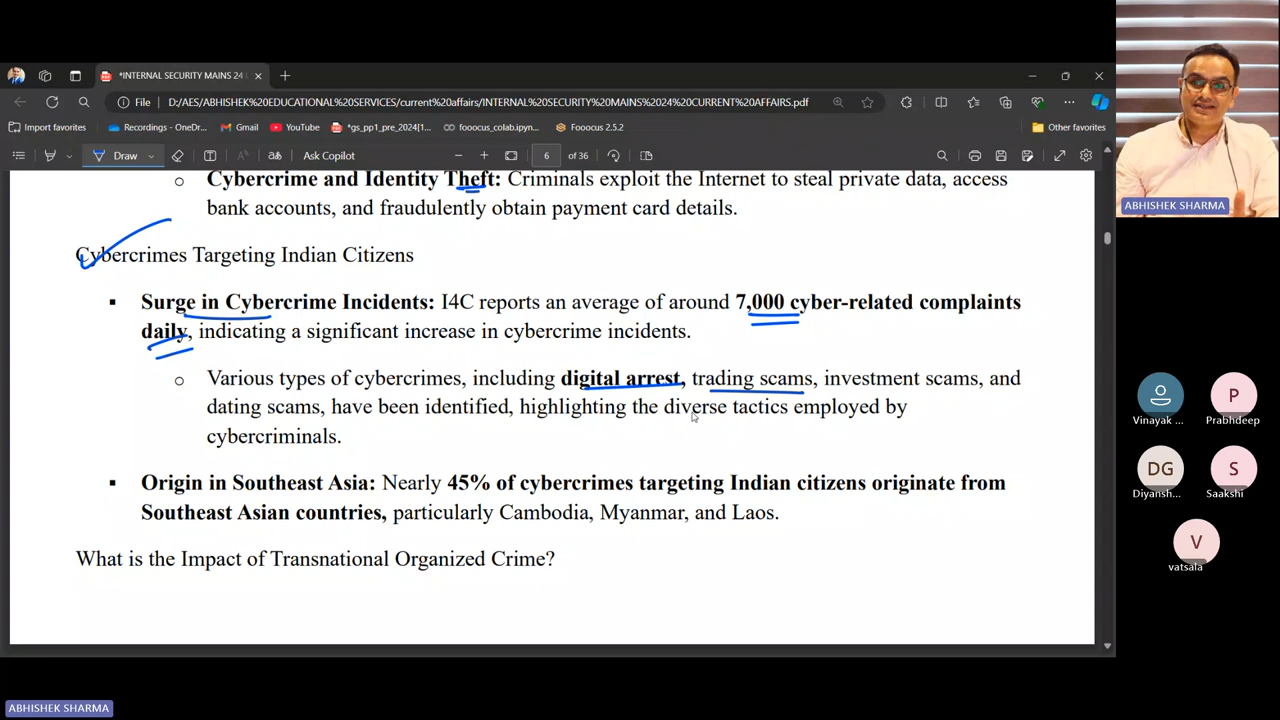 *INTERNAL SECURITY MAINS 24
File D:/AES/ABHISHEK%20EDUCATIONAL%20SERVICES/current%20affairs/INTERNAL%20SECURITY%20MAINS%202024%20CURRENT%20AFFAIRS.pdf
Import favorites Recordings - OneDr... Gmail YouTube *gs_pp1_pre_2024[1... foooocus_colab.ipyn... Fooocus 2.5.2 Other favorites
Draw Ask Copilot 6 of 36
Cybercrime and Identity Theft: Criminals exploit the Internet to steal private data, access
bank accounts, and fraudulently obtain payment card details.
Cybercrimes Targeting Indian Citizens
Surge in Cybercrime Incidents: I4C reports an average of around 7,000 cyber-related complaints
daily, indicating a significant increase in cybercrime incidents.
Various types of cybercrimes, including digital arrest, trading scams, investment scams, and
dating scams, have been identified, highlighting the diverse tactics employed by
cybercriminals.
Origin in Southeast Asia: Nearly 45% of cybercrimes targeting Indian citizens originate from
Southeast Asian countries, particularly Cambodia, Myanmar, and Laos.
What is the Impact of Transnational Organized Crime?
ABHISHEK SHARMA
P
Vinayak ... Prabhdeep
DG S
Diyansh... Saakshi
V
vatsala
ABHISHEK SHARMA